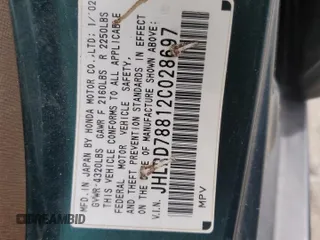 MFD. IN JAPAN BY HONDA MOTOR CO.,LTD: 1/02
GVWR-4320LBS GAWR F 2160LBS R 2250LBS
THIS VEHICLE CONFORMS TO ALL APPLICABLE
FEDERAL MOTOR VEHICLE SAFETY,
AND THEFT PREVENTION STANDARDS IN EFFECT
ON THE DATE OF MANUFACTURE SHOWN ABOVE:
V.I.N. JHLRD78812C028697
MPV
DREAMBID